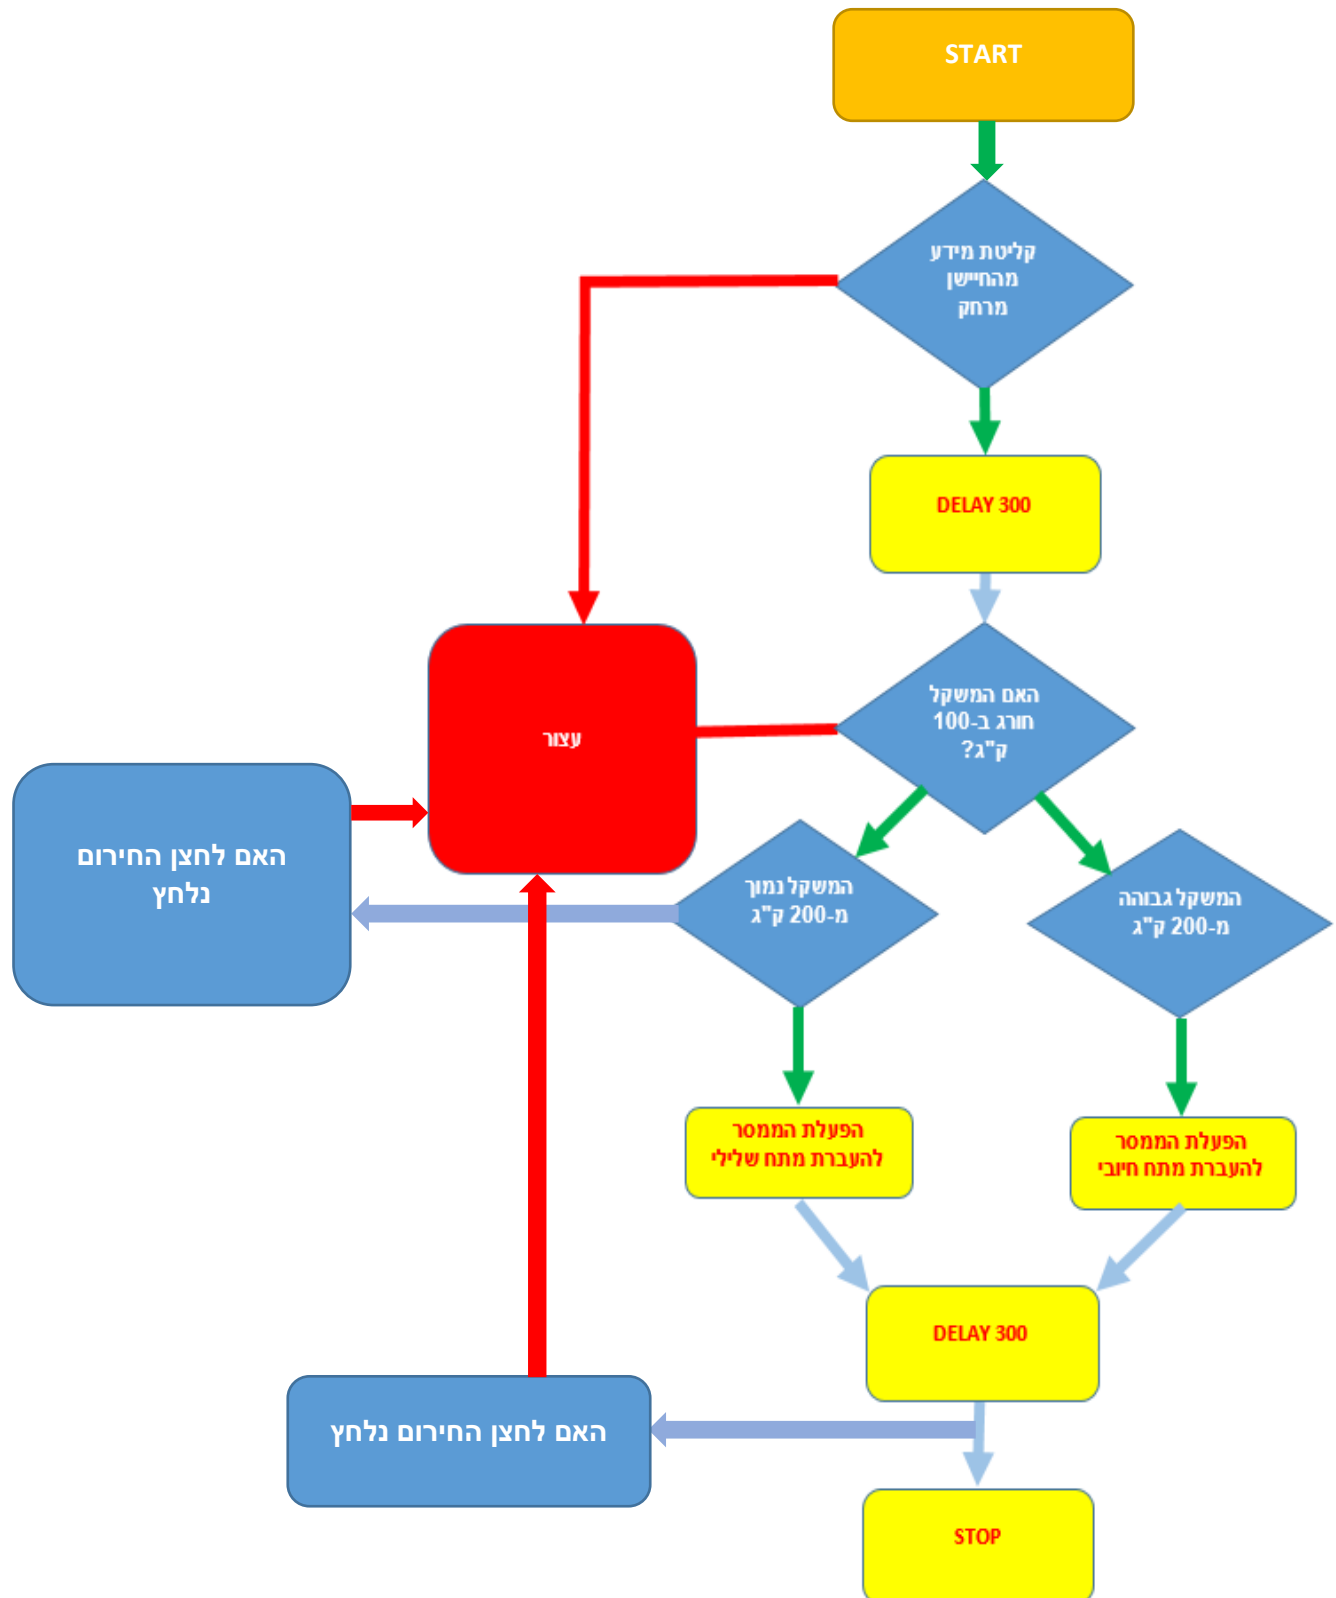 START
קליטת מידע
מהחיישן
מרחק
DELAY 300
האם המשקל
חורג ב-100
ק"ג?
עצור
האם לחצן החירום
נלחץ
המשקל נמוך
מ-200 ק"ג
המשקל גבוהה
מ-200 ק"ג
הפעלת הממסר
להעברת מתח שלילי
הפעלת הממסר
להעברת מתח חיובי
DELAY 300
האם לחצן החירום נלחץ
STOP